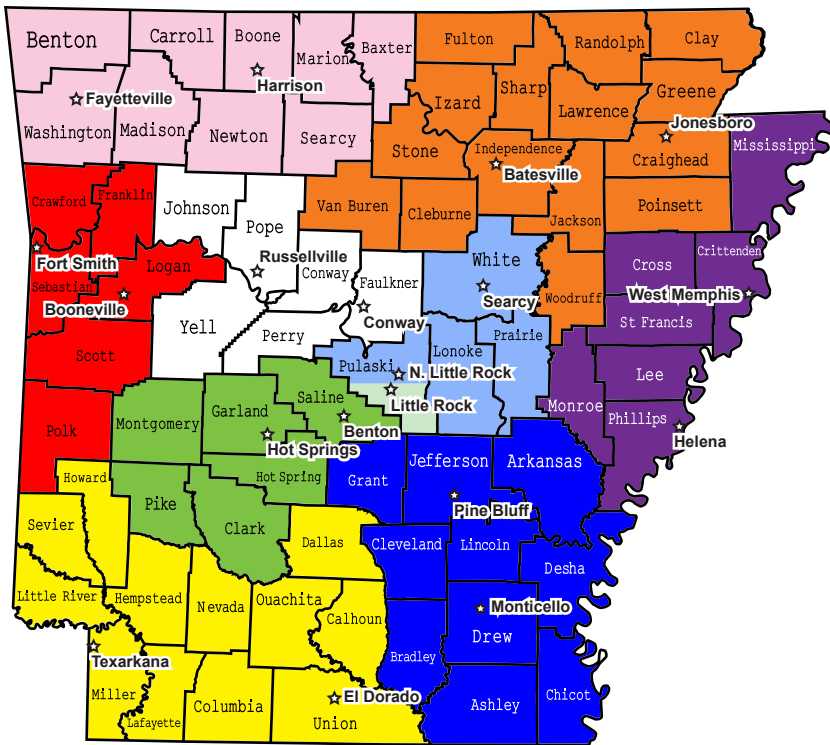 Benton
Carroll
Boone
Marion
Baxter
Fulton
Randolph
Clay
Harrison
Fayetteville
Izard
Sharp
Lawrence
Greene
Washington
Madison
Newton
Searcy
Stone
Independence
Batesville
Jonesboro
Craighead
Mississippi
Crawford
Franklin
Johnson
Pope
Van Buren
Cleburne
Jackson
Poinsett
Fort Smith
Sebastian
Logan
Booneville
Russellville
Conway
Faulkner
Conway
White
Searcy
Woodruff
Cross
Crittenden
West Memphis
St Francis
Scott
Yell
Perry
Pulaski
N. Little Rock
Little Rock
Lonoke
Prairie
Lee
Monroe
Phillips
Helena
Polk
Montgomery
Garland
Saline
Benton
Hot Springs
Hot Spring
Grant
Jefferson
Arkansas
Pine Bluff
Howard
Pike
Clark
Sevier
Dallas
Cleveland
Lincoln
Desha
Little River
Hempstead
Nevada
Ouachita
Calhoun
Monticello
Drew
Bradley
Texarkana
Miller
Lafayette
Columbia
El Dorado
Union
Ashley
Chicot